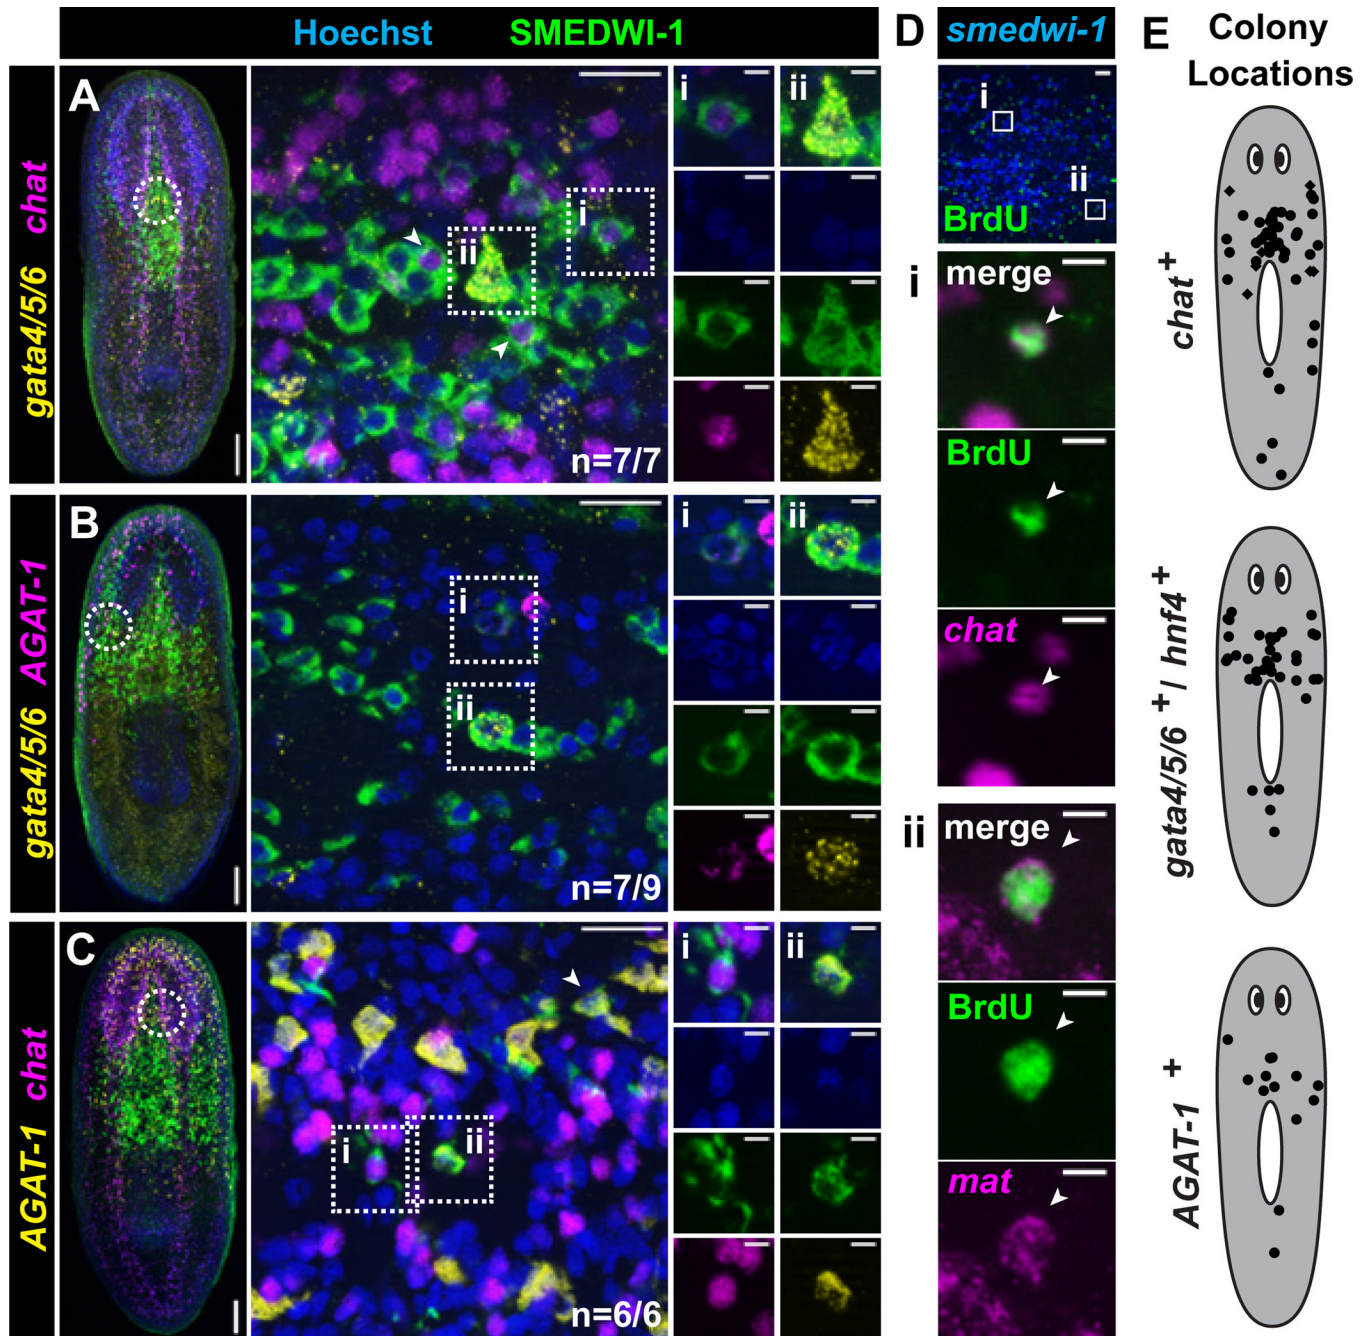 Hoechst SMEDWI-1
A
gata4/5/6 chat
i
ii
i
ii
n=7/7
B
gata4/5/6 AGAT-1
i
ii
i
ii
n=7/9
C
AGAT-1 chat
i
ii
i
ii
n=6/6
D
smedwi-1
i
ii
BrdU
i
merge
BrdU
chat
ii
merge
BrdU
mat
E
Colony
Locations
chat+
gata4/5/6+/ hnf4+
AGAT-1+